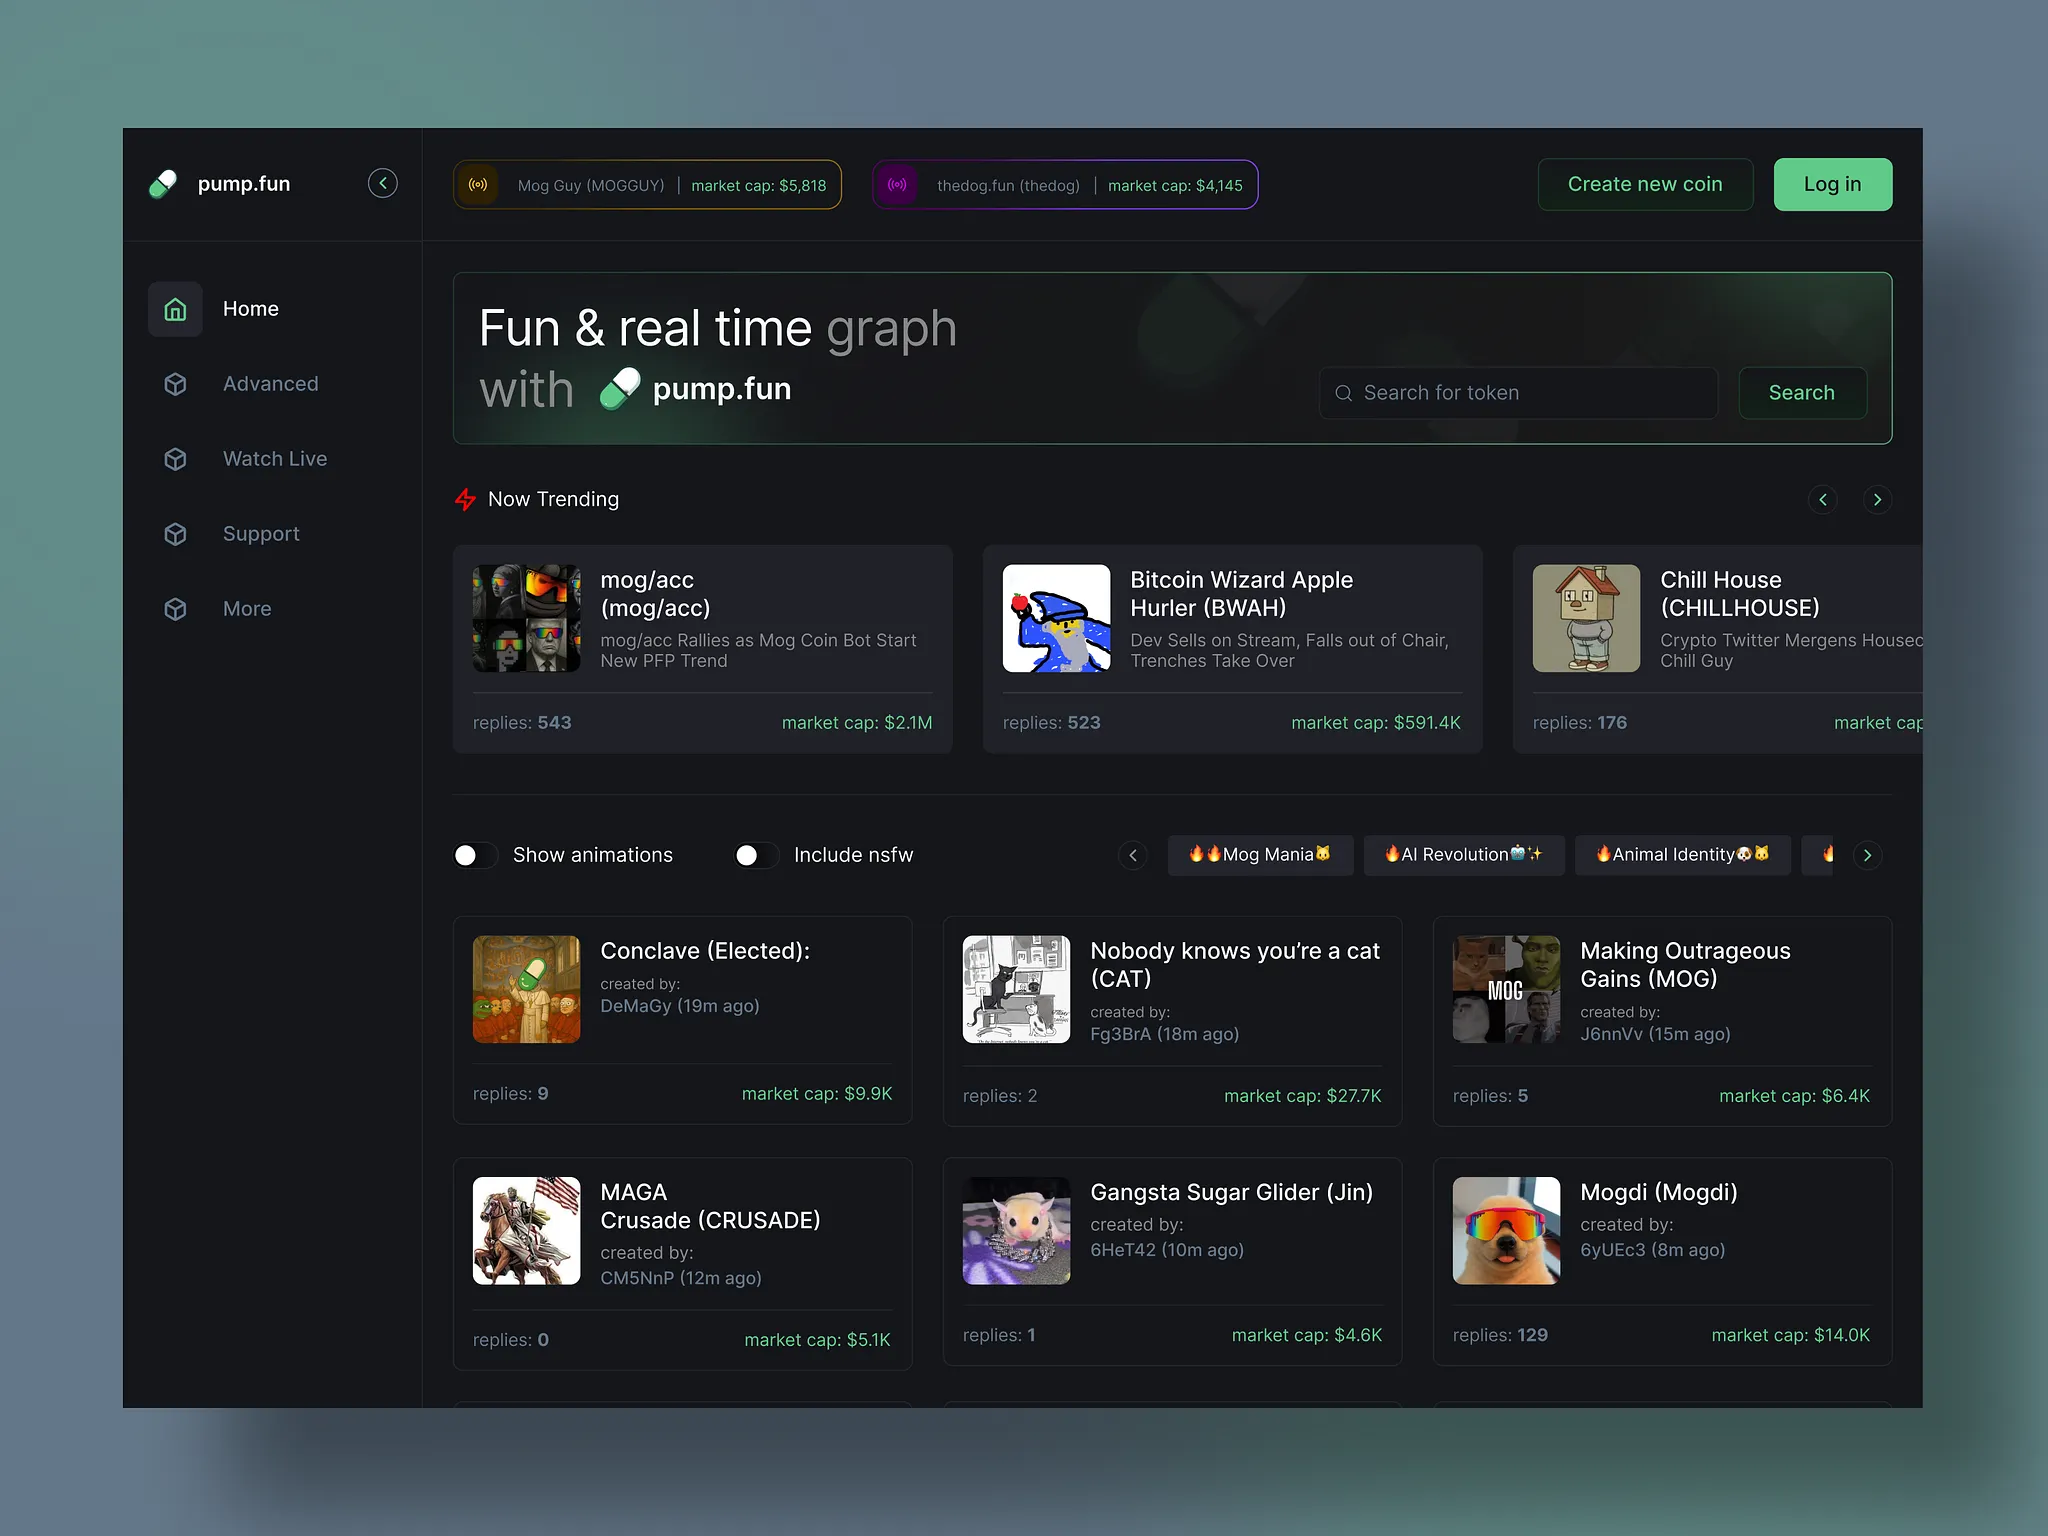 pump.fun
Mog Guy (MOGGUY) | market cap: $5,818
thedog.fun (thedog) | market cap: $4,145
Create new coin
Log in
Home
Advanced
Watch Live
Support
More
Fun & real time graph
with pump.fun
Search for token
Search
Now Trending
mog/acc
(mog/acc)
mog/acc Rallies as Mog Coin Bot Start
New PFP Trend
replies: 543
market cap: $2.1M
Bitcoin Wizard Apple
Hurler (BWAH)
Dev Sells on Stream, Falls out of Chair,
Trenches Take Over
replies: 523
market cap: $591.4K
Chill House
(CHILLHOUSE)
Crypto Twitter Mergens Housec
Chill Guy
replies: 176
market cap
Show animations
Include nsfw
🔥🔥Mog Mania🐱
🔥AI Revolution🤖✨
🔥Animal Identity🐶🐱
🔥
Conclave (Elected):
created by:
DeMaGy (19m ago)
replies: 9
market cap: $9.9K
Nobody knows you’re a cat
(CAT)
created by:
Fg3BrA (18m ago)
replies: 2
market cap: $27.7K
MOG
Making Outrageous
Gains (MOG)
created by:
J6nnVv (15m ago)
replies: 5
market cap: $6.4K
MAGA
Crusade (CRUSADE)
created by:
CM5NnP (12m ago)
replies: 0
market cap: $5.1K
Gangsta Sugar Glider (Jin)
created by:
6HeT42 (10m ago)
replies: 1
market cap: $4.6K
Mogdi (Mogdi)
created by:
6yUEc3 (8m ago)
replies: 129
market cap: $14.0K